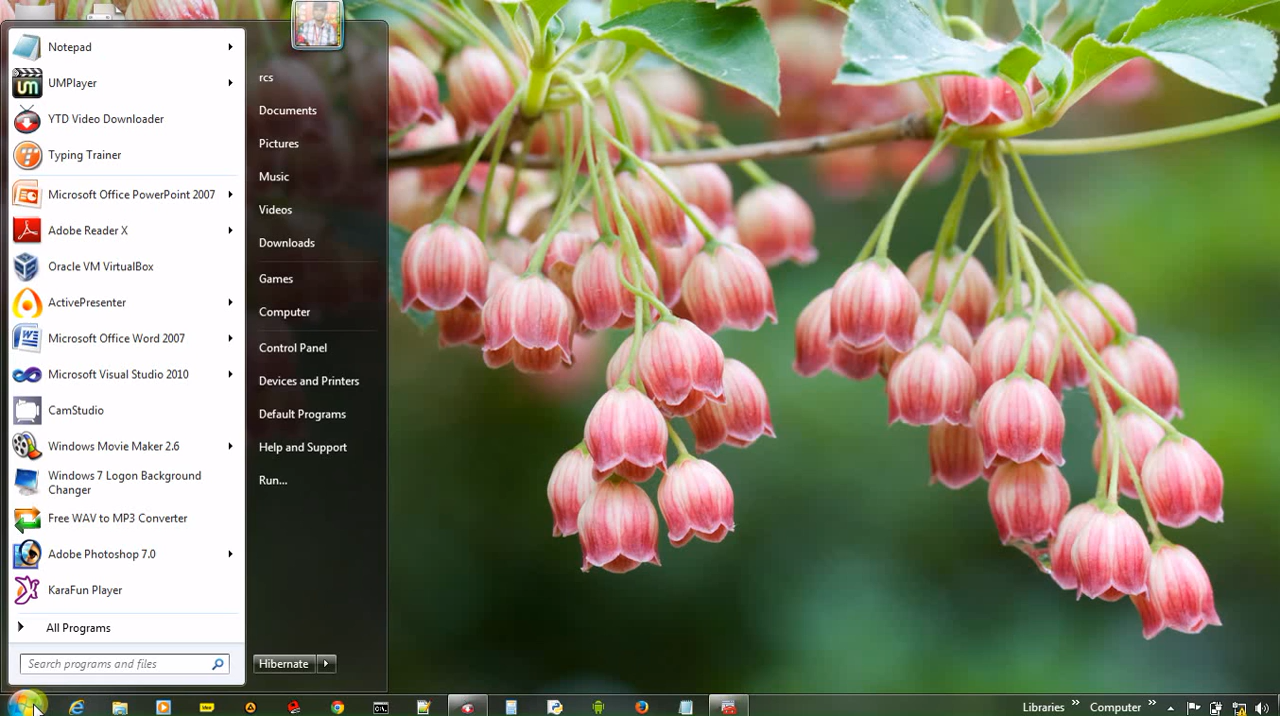 Notepad
UMPlayer
YTD Video Downloader
Typing Trainer
Microsoft Office PowerPoint 2007
Adobe Reader X
Oracle VM VirtualBox
ActivePresenter
Microsoft Office Word 2007
Microsoft Visual Studio 2010
CamStudio
Windows Movie Maker 2.6
Windows 7 Logon Background
Changer
Free WAV to MP3 Converter
Adobe Photoshop 7.0
KaraFun Player
All Programs
Search programs and files
rcs
Documents
Pictures
Music
Videos
Downloads
Games
Computer
Control Panel
Devices and Printers
Default Programs
Help and Support
Run...
Hibernate
Libraries
Computer